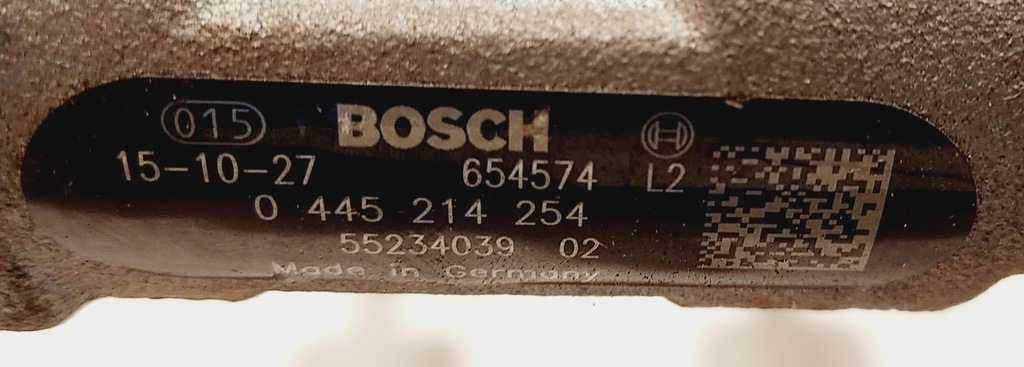 015 BOSCH
15-10-27 654574 L2
0 445 214 254
55234039 02
Made in Germany